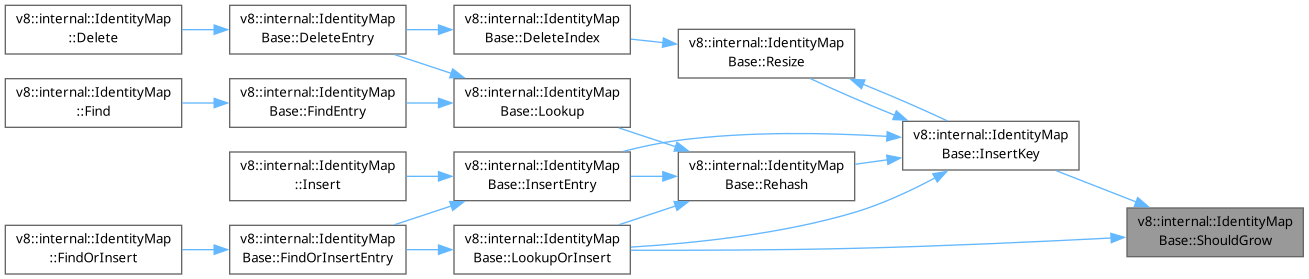 v8::internal::IdentityMap
::Delete
v8::internal::IdentityMap
Base::DeleteEntry
v8::internal::IdentityMap
Base::DeleteIndex
v8::internal::IdentityMap
Base::Resize
v8::internal::IdentityMap
::Find
v8::internal::IdentityMap
Base::FindEntry
v8::internal::IdentityMap
Base::Lookup
v8::internal::IdentityMap
Base::InsertKey
v8::internal::IdentityMap
::Insert
v8::internal::IdentityMap
Base::InsertEntry
v8::internal::IdentityMap
Base::Rehash
v8::internal::IdentityMap
Base::ShouldGrow
v8::internal::IdentityMap
::FindOrInsert
v8::internal::IdentityMap
Base::FindOrInsertEntry
v8::internal::IdentityMap
Base::LookupOrInsert